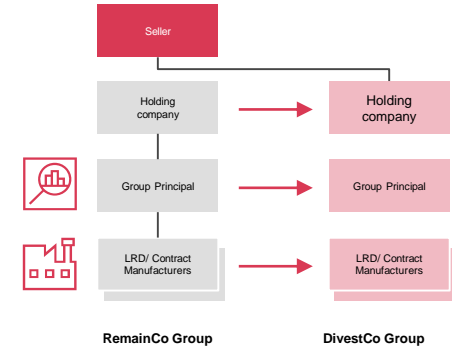 Seller
Holding
company
Holding
company
Group Principal
Group Principal
LRD/ Contract
Manufacturers
LRD/ Contract
Manufacturers
RemainCo Group
DivestCo Group